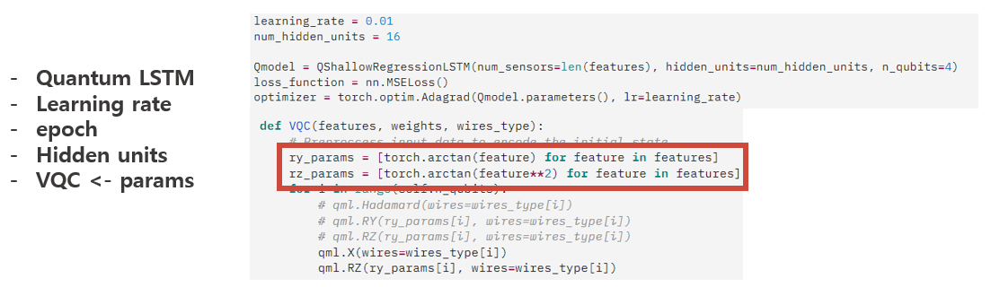 - Quantum LSTM
- Learning rate
- epoch
- Hidden units
- VQC <- params
learning_rate = 0.01
num_hidden_units = 16
Qmodel = QShallowRegressionLSTM(num_sensors=len(features), hidden_units=num_hidden_units, n_qubits=4)
loss_function = nn.MSELoss()
optimizer = torch.optim.Adagrad(Qmodel.parameters(), lr=learning_rate)
def VQC(features, weights, wires_type):
# Preproccess input data to encode the initial state
ry_params = [torch.arctan(feature) for feature in features]
rz_params = [torch.arctan(feature**2) for feature in features]
for i in range(self.n_qubits):
# qml.Hadamard(wires=wires_type[i])
# qml.RY(ry_params[i], wires=wires_type[i])
# qml.RZ(ry_params[i], wires=wires_type[i])
qml.X(wires=wires_type[i])
qml.RZ(ry_params[i], wires=wires_type[i])